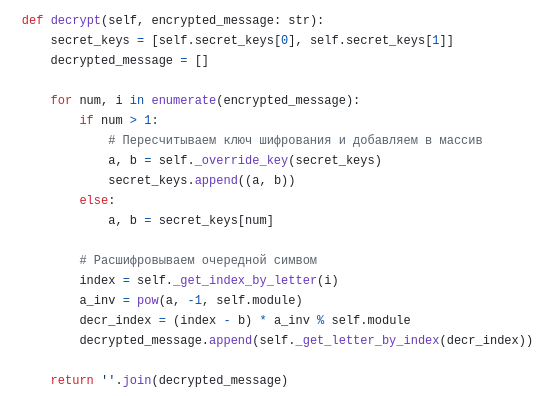 def decrypt(self, encrypted_message: str):
    secret_keys = [self.secret_keys[0], self.secret_keys[1]]
    decrypted_message = []

    for num, i in enumerate(encrypted_message):
        if num > 1:
            # Пересчитываем ключ шифрования и добавляем в массив
            a, b = self._override_key(secret_keys)
            secret_keys.append((a, b))
        else:
            a, b = secret_keys[num]

        # Расшифровываем очередной симвом
        index = self._get_index_by_letter(i)
        a_inv = pow(a, -1, self.module)
        decr_index = (index - b) * a_inv % self.module
        decrypted_message.append(self._get_letter_by_index(decr_index))

    return ''.join(decrypted_message)